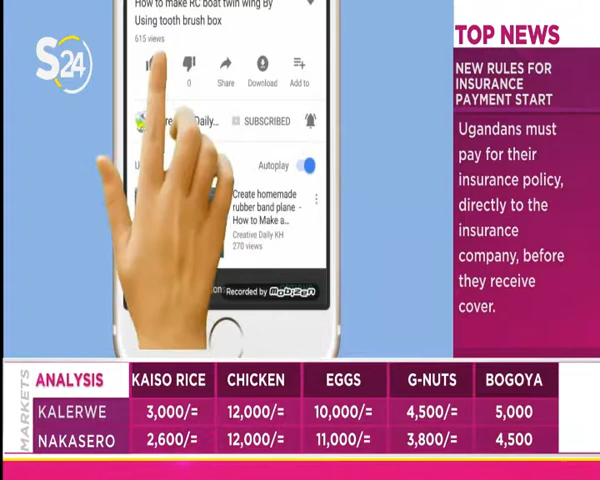 How to make RC boat twin wing By
Using tooth brush box
615 views
0
Share
Download
Add to
Daily...
SUBSCRIBED
Autoplay
Create homemade
rubber band plane -
How to Make a...
Creative Daily KH
270 views
Recorded by mobizen
S24
TOP NEWS
NEW RULES FOR
INSURANCE
PAYMENT START
Ugandans must
pay for their
insurance policy,
directly to the
insurance
company, before
they receive
cover.
MARKETS
ANALYSIS KAISO RICE CHICKEN EGGS G-NUTS BOGOYA
KALERWE 3,000/= 12,000/= 10,000/= 4,500/= 5,000
NAKASERO 2,600/= 12,000/= 11,000/= 3,800/= 4,500